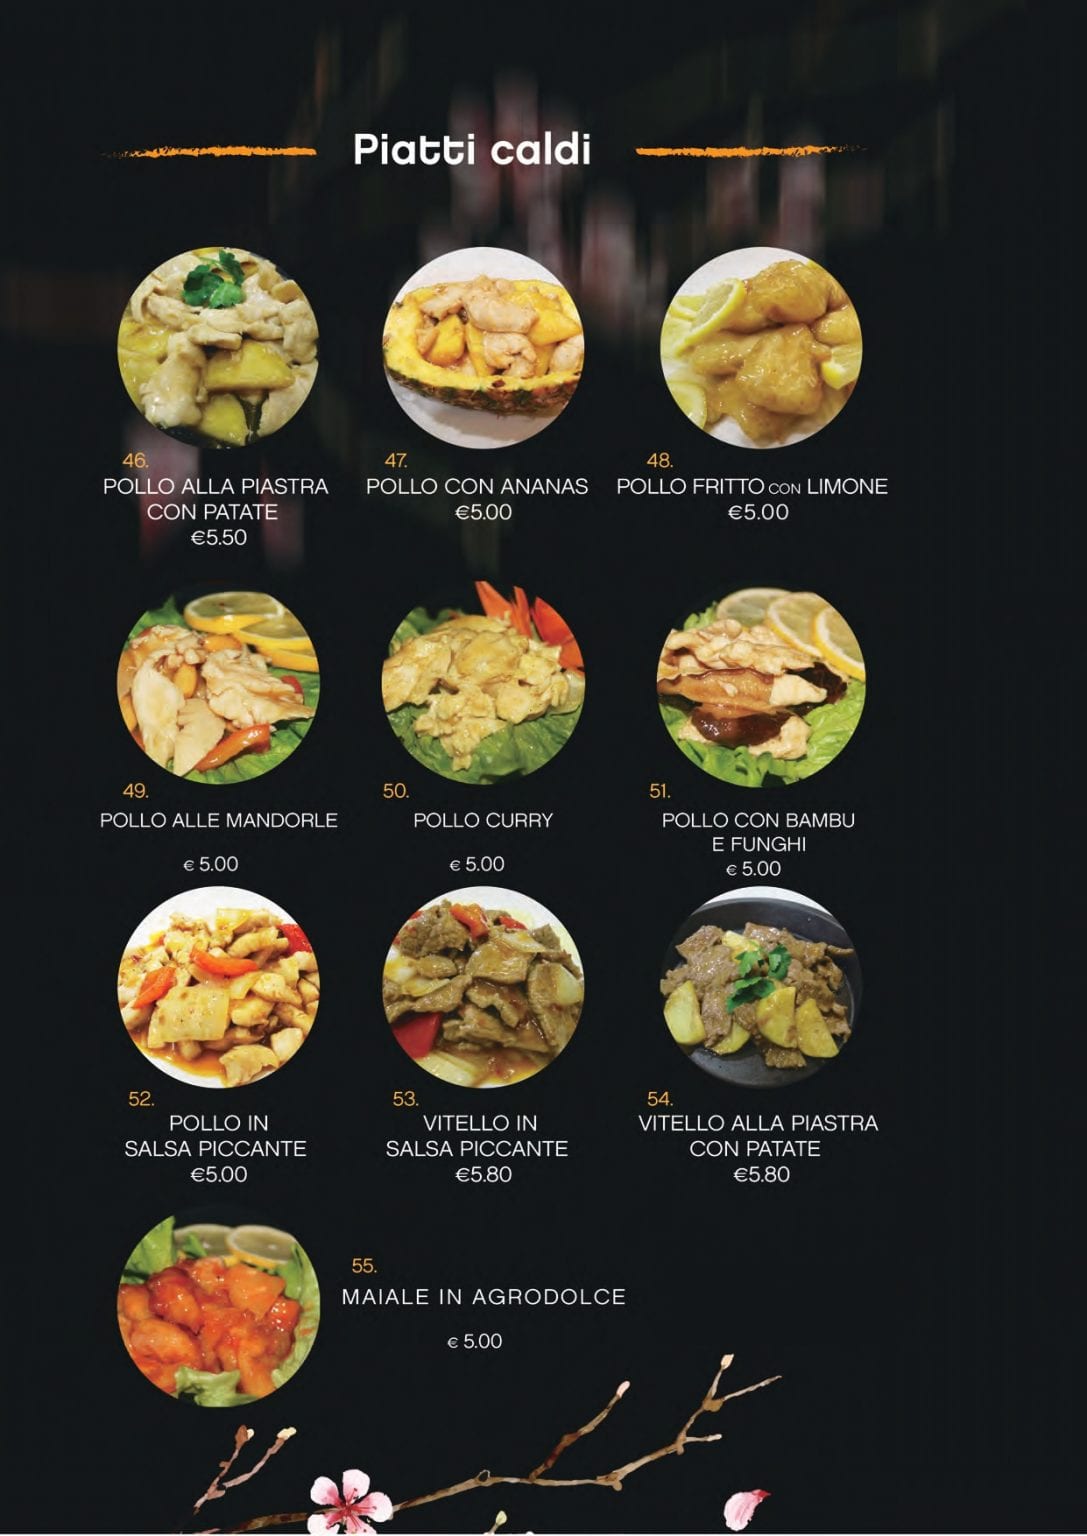 Piatti caldi
46.
POLLO ALLA PIASTRA
CON PATATE
€5.50
47.
POLLO CON ANANAS
€5.00
48.
POLLO FRITTO CON LIMONE
€5.00
49.
POLLO ALLE MANDORLE
€ 5.00
50.
POLLO CURRY
€ 5.00
51.
POLLO CON BAMBU
E FUNGHI
€ 5.00
52.
POLLO IN
SALSA PICCANTE
€5.00
53.
VITELLO IN
SALSA PICCANTE
€5.80
54.
VITELLO ALLA PIASTRA
CON PATATE
€5.80
55.
MAIALE IN AGRODOLCE
€ 5.00